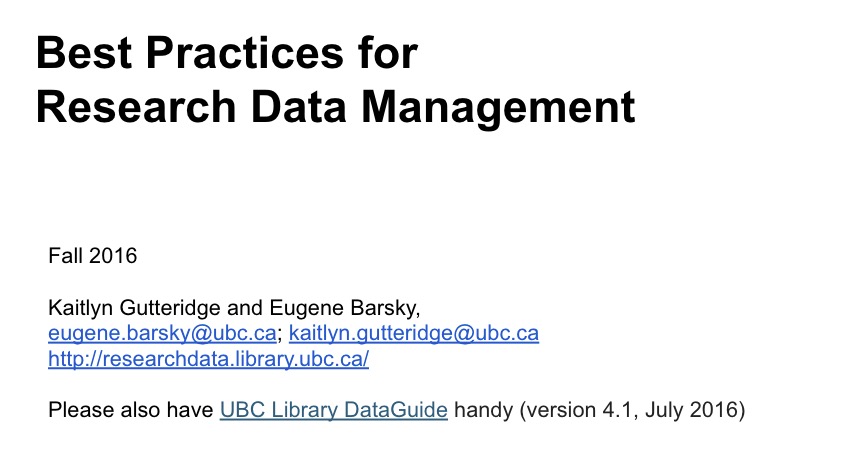 Best Practices for
Research Data Management
Fall 2016
Kaitlyn Gutteridge and Eugene Barsky,
eugene.barsky@ubc.ca; kaitlyn.gutteridge@ubc.ca
http://researchdata.library.ubc.ca/
Please also have UBC Library DataGuide handy (version 4.1, July 2016)